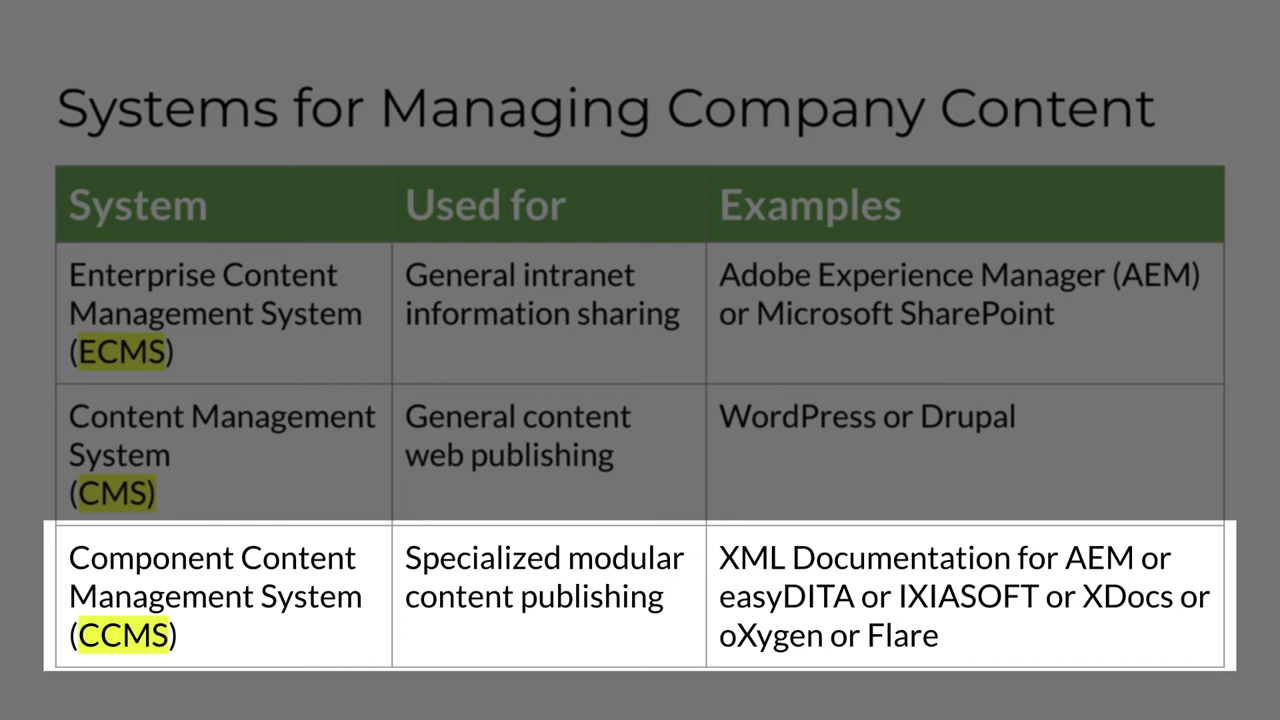 Systems for Managing Company Content
System
Used for
Examples
Enterprise Content
Management System
(ECMS)
General intranet
information sharing
Adobe Experience Manager (AEM)
or Microsoft SharePoint
Content Management
System
(CMS)
General content
web publishing
WordPress or Drupal
Component Content
Management System
(CCMS)
Specialized modular
content publishing
XML Documentation for AEM or
easyDITA or IXIASOFT or XDocs or
oXygen or Flare